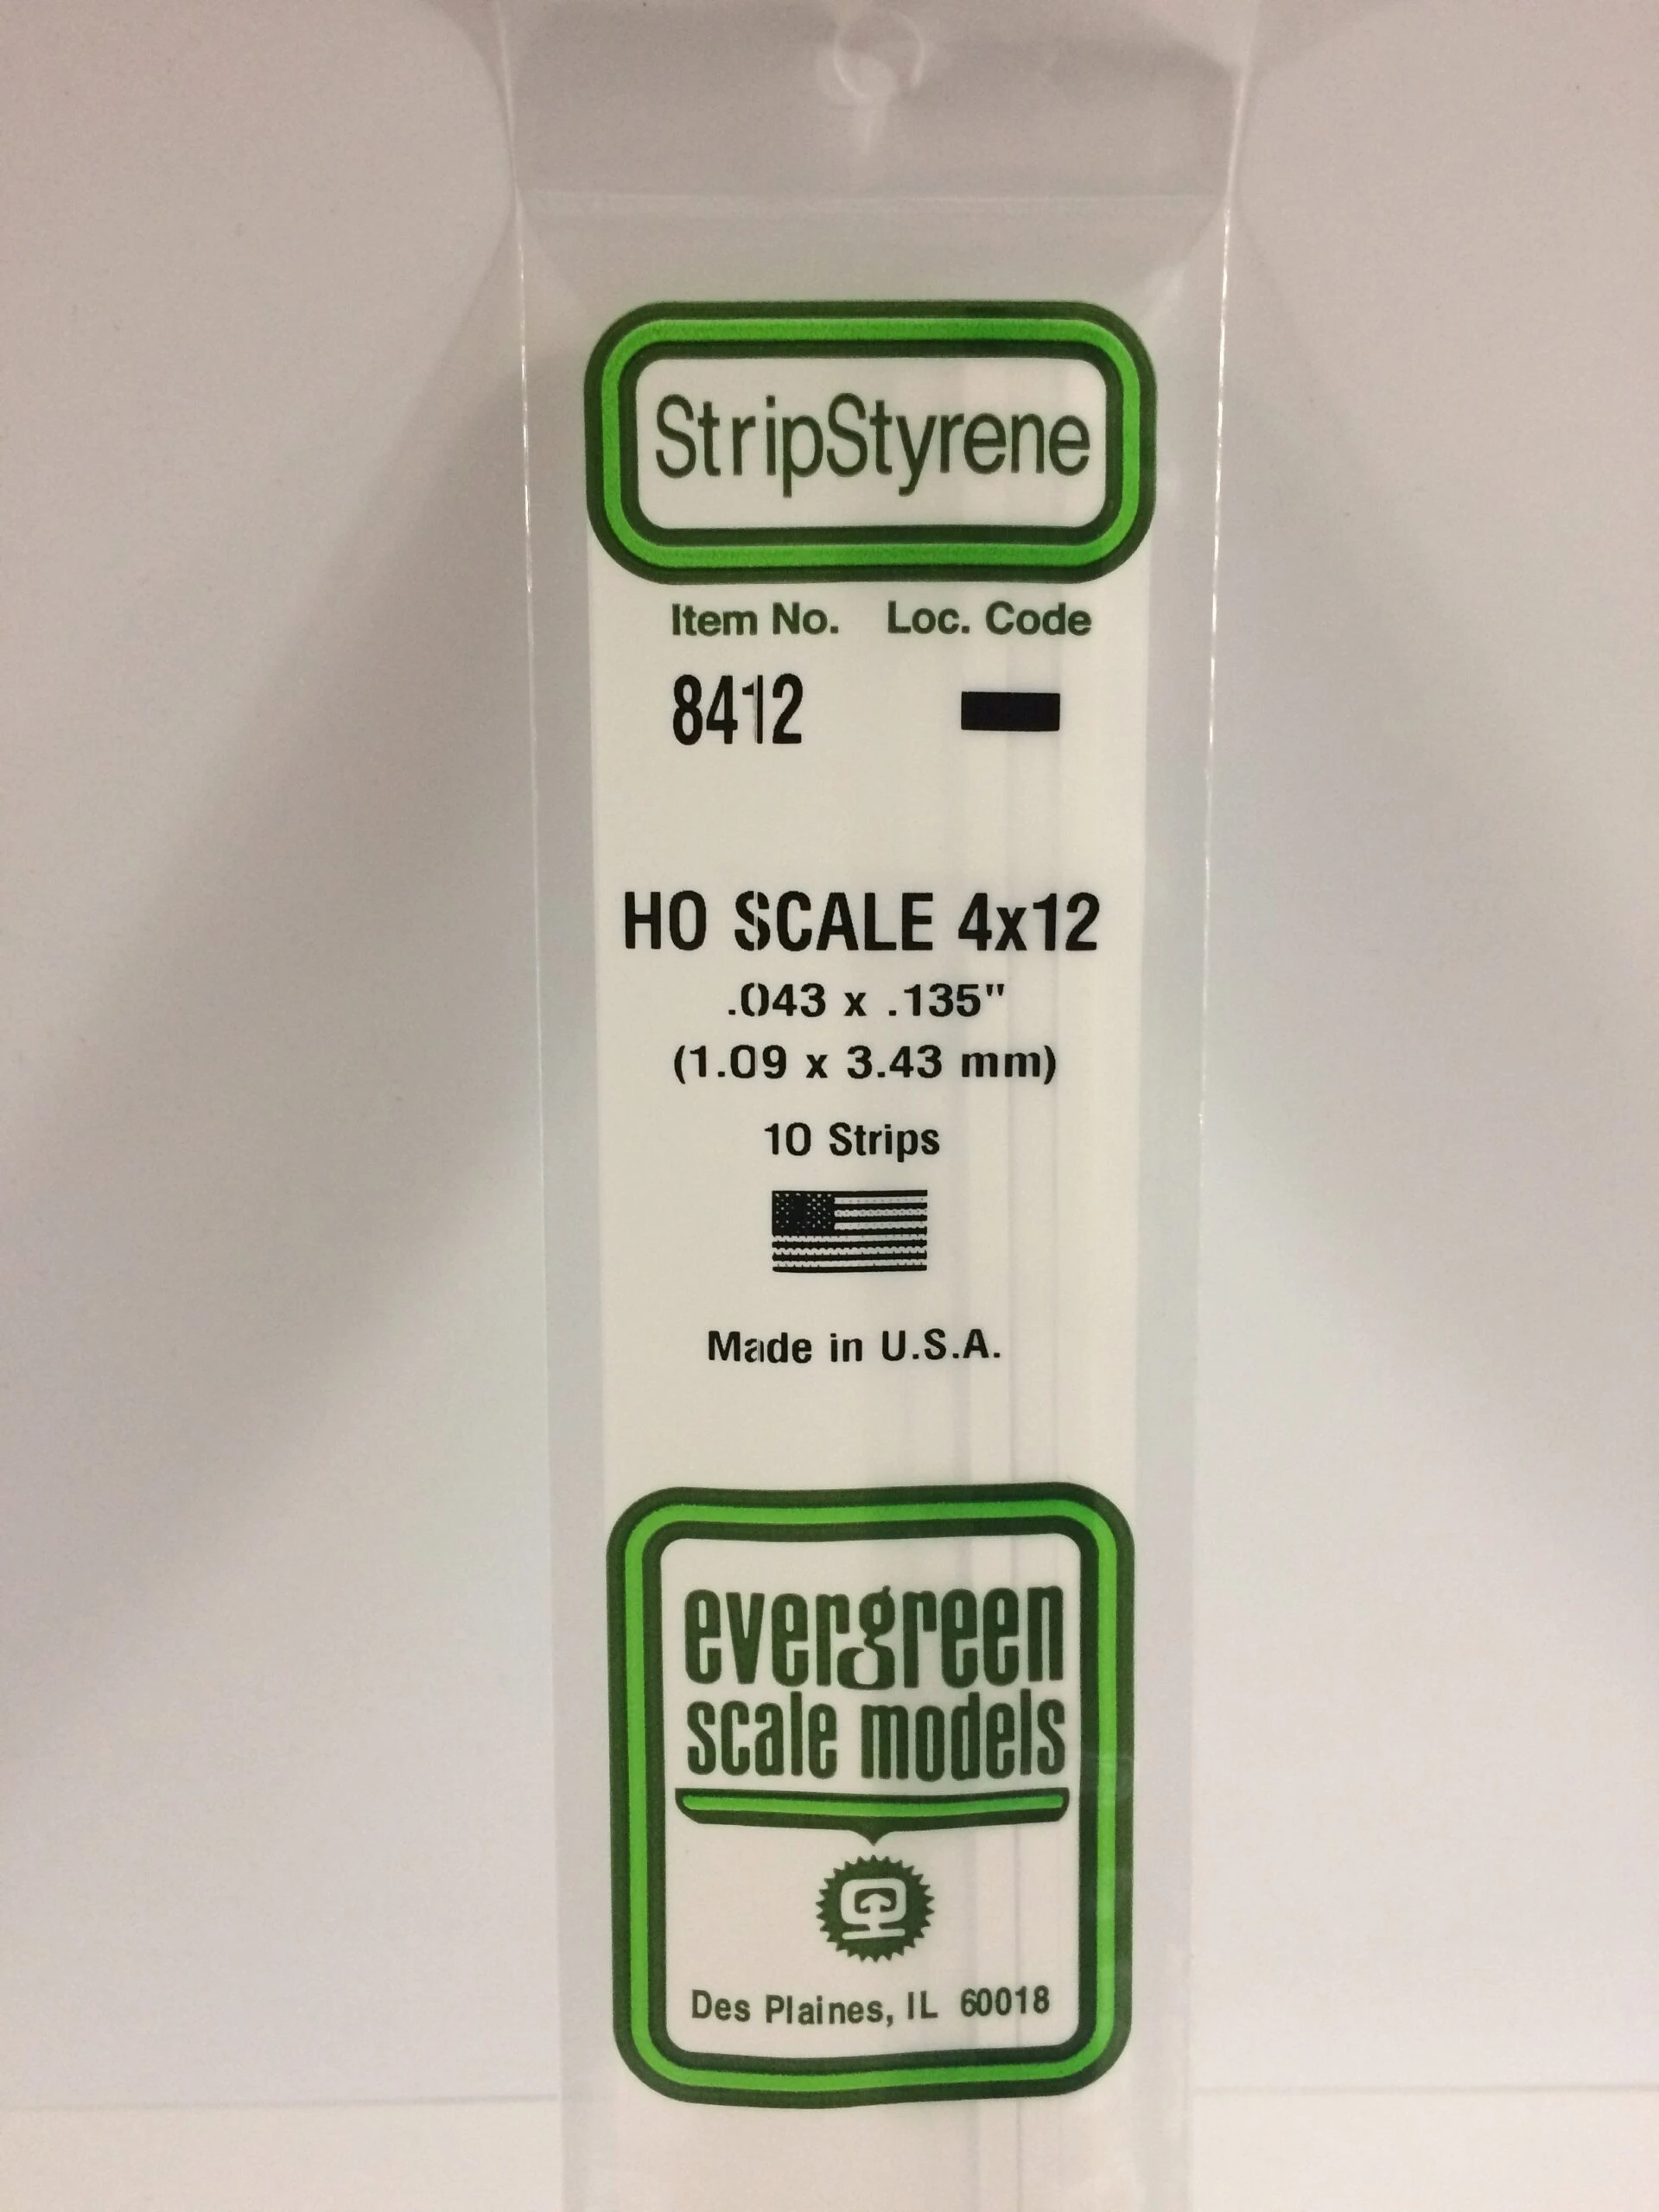 StripStyrene
Item No. Loc. Code
8412
HO SCALE 4x12
.043 x .135"
(1.09 x 3.43 mm)
10 Strips
Made in U.S.A.
evergreen
scale models
Des Plaines, IL 60018